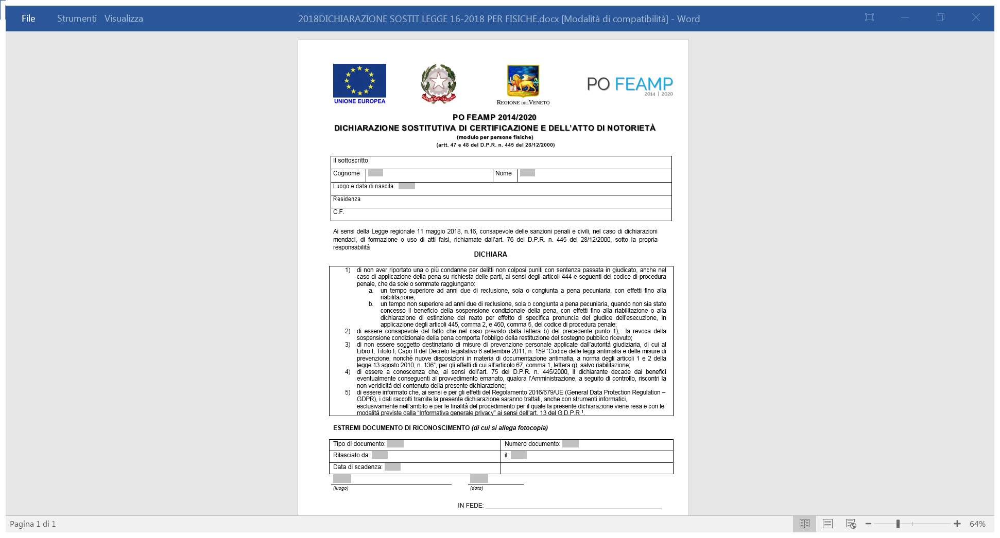 File Strumenti Visualizza 2018DICHIARAZIONE SOSTIT LEGGE 16-2018 PER FISICHE.docx [Modalità di compatibilità] - Word
UNIONE EUROPEA
REPVBBLICA ITALIANA
REGIONE DEL VENETO
PO FEAMP
2014 | 2020
PO FEAMP 2014/2020
DICHIARAZIONE SOSTITUTIVA DI CERTIFICAZIONE E DELL’ATTO DI NOTORIETÀ
(modulo per persone fisiche)
(artt. 47 e 48 del D.P.R. n. 445 del 28/12/2000)
Il sottoscritto
Cognome Nome
Luogo e data di nascita:
Residenza
C.F.
Ai sensi della Legge regionale 11 maggio 2018, n.16, consapevole delle sanzioni penali e civili, nel caso di dichiarazioni
mendaci, di formazione o uso di atti falsi, richiamate dall’art. 76 del D.P.R. n. 445 del 28/12/2000, sotto la propria
responsabilità
DICHIARA
1) di non aver riportato una o più condanne per delitti non colposi puniti con sentenza passata in giudicato, anche nel
caso di applicazione della pena su richiesta delle parti, ai sensi degli articoli 444 e seguenti del codice di procedura
penale, che da sole o sommate raggiungano:
a. un tempo superiore ad anni due di reclusione, sola o congiunta a pena pecuniaria, con effetti fino alla
riabilitazione;
b. un tempo non superiore ad anni due di reclusione, sola o congiunta a pena pecuniaria, quando non sia stato
concesso il beneficio della sospensione condizionale della pena, con effetti fino alla riabilitazione o alla
dichiarazione di estinzione del reato per effetto di specifica pronuncia del giudice dell’esecuzione, in
applicazione degli articoli 445, comma 2, e 460, comma 5, del codice di procedura penale;
2) di essere consapevole del fatto che nel caso previsto dalla lettera b) del precedente punto 1), la revoca della
sospensione condizionale della pena comporta l’obbligo della restituzione del sostegno pubblico ricevuto;
3) di non essere soggetto destinatario di misure di prevenzione personale applicate dall’autorità giudiziaria, di cui al
Libro I, Titolo I, Capo II del Decreto legislativo 6 settembre 2011, n. 159 “Codice delle leggi antimafia e delle misure di
prevenzione, nonché nuove disposizioni in materia di documentazione antimafia, a norma degli articoli 1 e 2 della
legge 13 agosto 2010, n. 136”, per gli effetti di cui all’articolo 67, comma 1, lettera g), salvo riabilitazione;
4) di essere a conoscenza che, ai sensi dell’art. 75 del D.P.R. n. 445/2000, il dichiarante decade dai benefici
eventualmente conseguenti al provvedimento emanato, qualora l’Amministrazione, a seguito di controllo, riscontri la
non veridicità del contenuto della presente dichiarazione;
5) di essere informato che, ai sensi e per gli effetti del Regolamento 2016/679/UE (General Data Protection Regulation –
GDPR), i dati raccolti tramite la presente dichiarazione saranno trattati, anche con strumenti informatici,
esclusivamente nell’ambito e per le finalità del procedimento per il quale la presente dichiarazione viene resa e con le
modalità previste dalla “Informativa generale privacy” ai sensi dell’art. 13 del G.D.P.R ¹.
ESTREMI DOCUMENTO DI RICONOSCIMENTO (di cui si allega fotocopia)
Tipo di documento: Numero documento:
Rilasciato da: il:
Data di scadenza:
(luogo) (data)
IN FEDE:
Pagina 1 di 1 64%